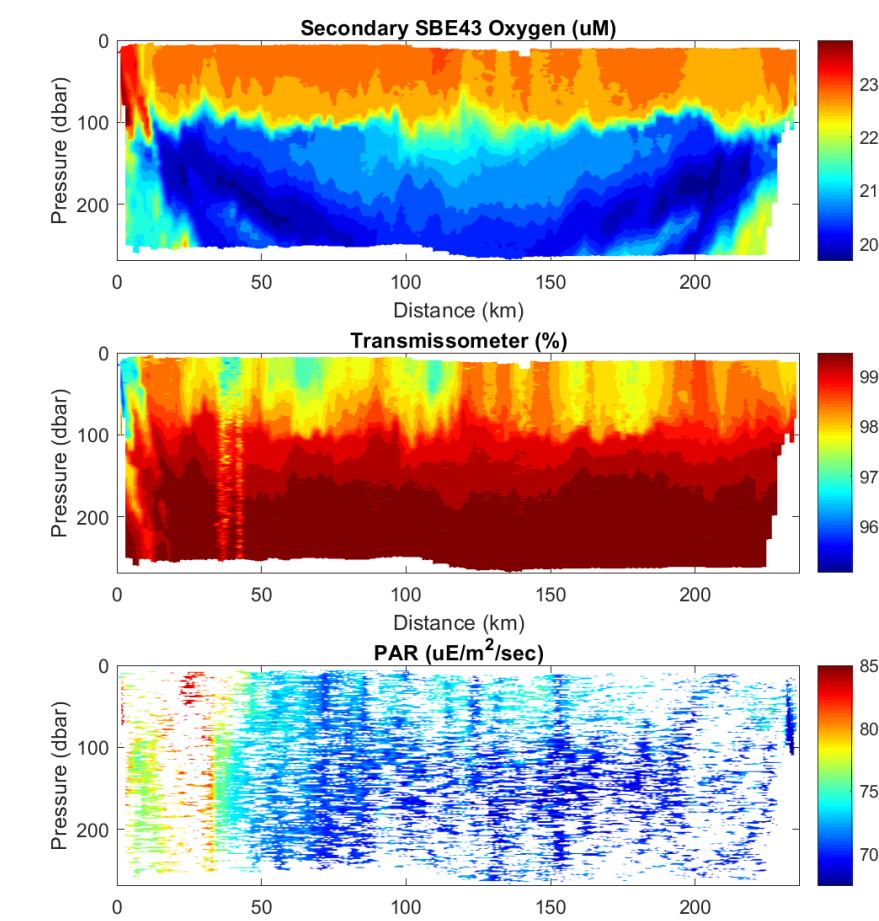 Secondary SBE43 Oxygen (uM)
0
100
200
Pressure (dbar)
0 50 100 150 200
Distance (km)
23
22
21
20
Transmissometer (%)
0
100
200
Pressure (dbar)
0 50 100 150 200
Distance (km)
99
98
97
96
PAR (uE/m²/sec)
0
100
200
Pressure (dbar)
0 50 100 150 200
85
80
75
70